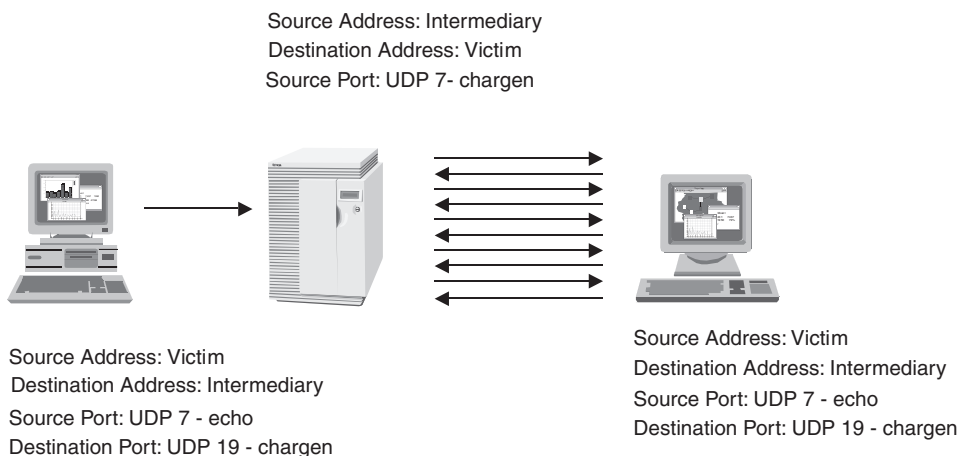 Source Address: Intermediary
Destination Address: Victim
Source Port: UDP 7- chargen
Source Address: Victim
Destination Address: Intermediary
Source Port: UDP 7 - echo
Destination Port: UDP 19 - chargen
Source Address: Victim
Destination Address: Intermediary
Source Port: UDP 7 - echo
Destination Port: UDP 19 - chargen